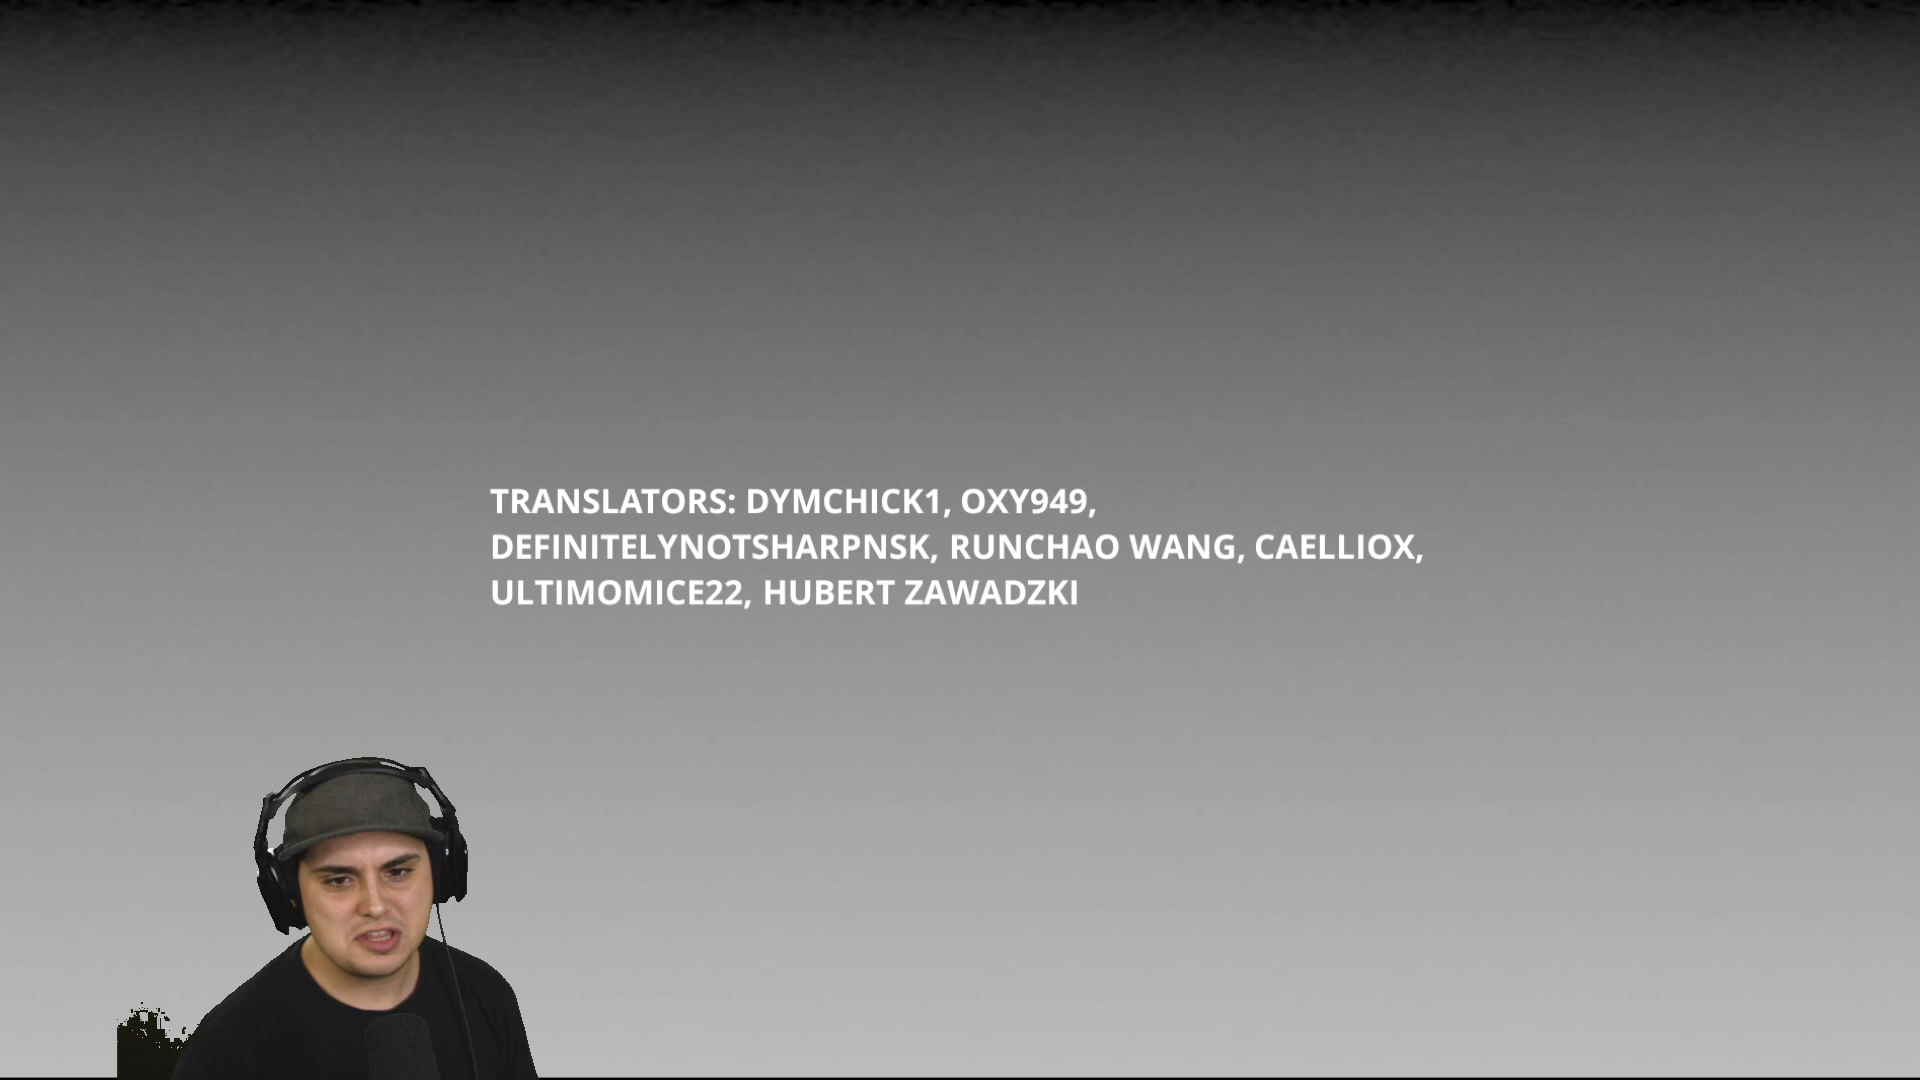 TRANSLATORS: DYMCHICK1, OXY949,
DEFINITELYNOTSHARPNSK, RUNCHAO WANG, CAELLIOX,
ULTIMOMICE22, HUBERT ZAWADZKI